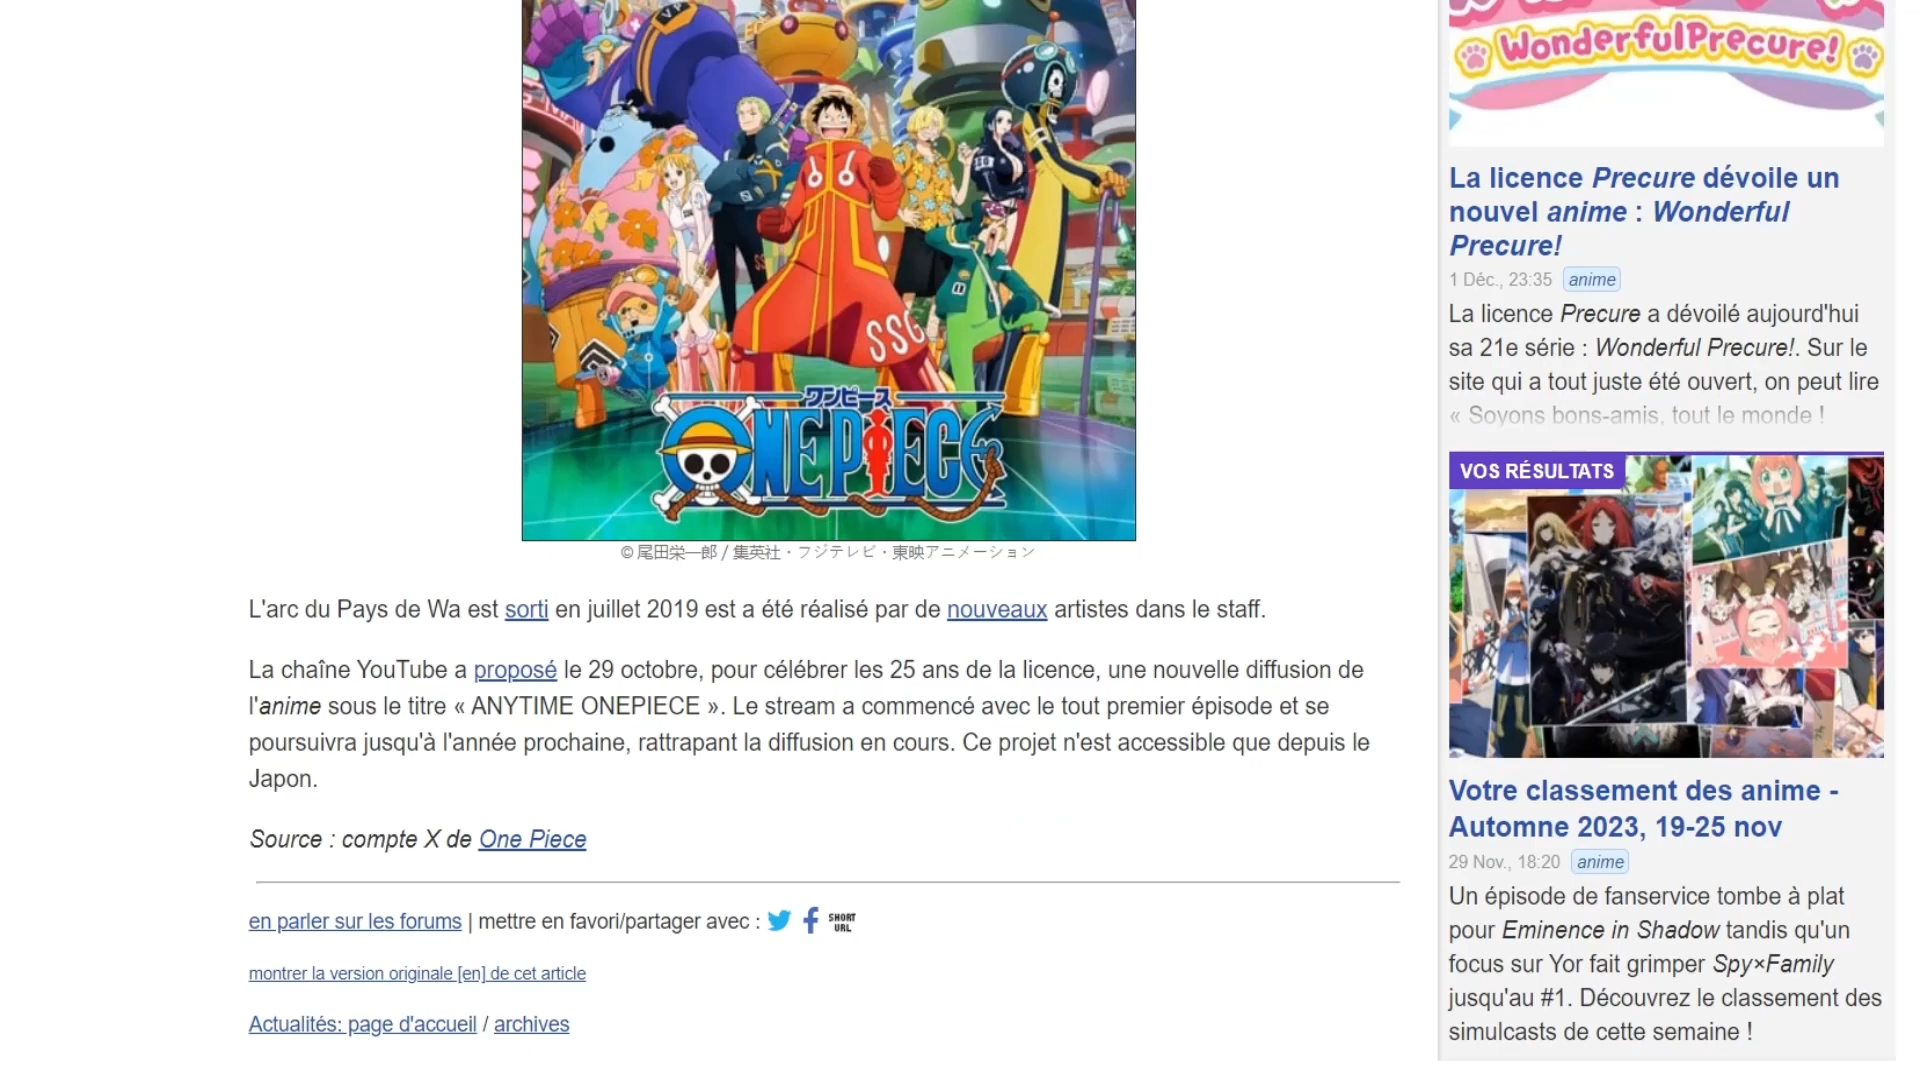 VP
SS
SSG
ワンピース
ONE PIECE
© 尾田栄一郎 / 集英社・フジテレビ・東映アニメーション
L'arc du Pays de Wa est sorti en juillet 2019 est a été réalisé par de nouveaux artistes dans le staff.
La chaîne YouTube a proposé le 29 octobre, pour célébrer les 25 ans de la licence, une nouvelle diffusion de
l'anime sous le titre « ANYTIME ONEPIECE ». Le stream a commencé avec le tout premier épisode et se
poursuivra jusqu'à l'année prochaine, rattrapant la diffusion en cours. Ce projet n'est accessible que depuis le
Japon.
Source : compte X de One Piece
en parler sur les forums | mettre en favori/partager avec : SHORT URL
montrer la version originale [en] de cet article
Actualités: page d'accueil / archives
WonderfulPrecure!
La licence Precure dévoile un
nouvel anime : Wonderful
Precure!
1 Déc., 23:35 anime
La licence Precure a dévoilé aujourd'hui
sa 21e série : Wonderful Precure!. Sur le
site qui a tout juste été ouvert, on peut lire
« Soyons bons-amis, tout le monde !
VOS RÉSULTATS
Votre classement des anime -
Automne 2023, 19-25 nov
29 Nov., 18:20 anime
Un épisode de fanservice tombe à plat
pour Eminence in Shadow tandis qu'un
focus sur Yor fait grimper Spy×Family
jusqu'au #1. Découvrez le classement des
simulcasts de cette semaine !